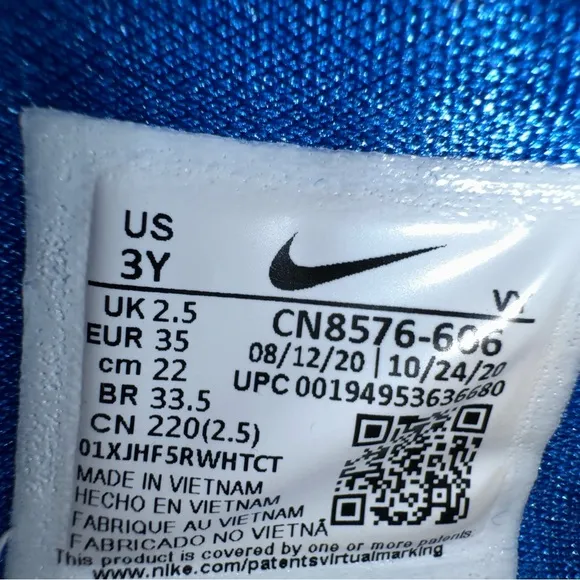 US
3Y
VY
UK 2.5
CN8576-606
EUR 35
08/12/20 | 10/24/20
cm 22
UPC 00194953636680
BR 33.5
CN 220(2.5)
01XJHF5RWHTCT
MADE IN VIETNAM
HECHO EN VIETNAM
FABRIQUE AU VIETNAM
FABRICADO NO VIETNÃ
This product is covered by one or more patents.
www.nike.com/patentsvirtualmarking